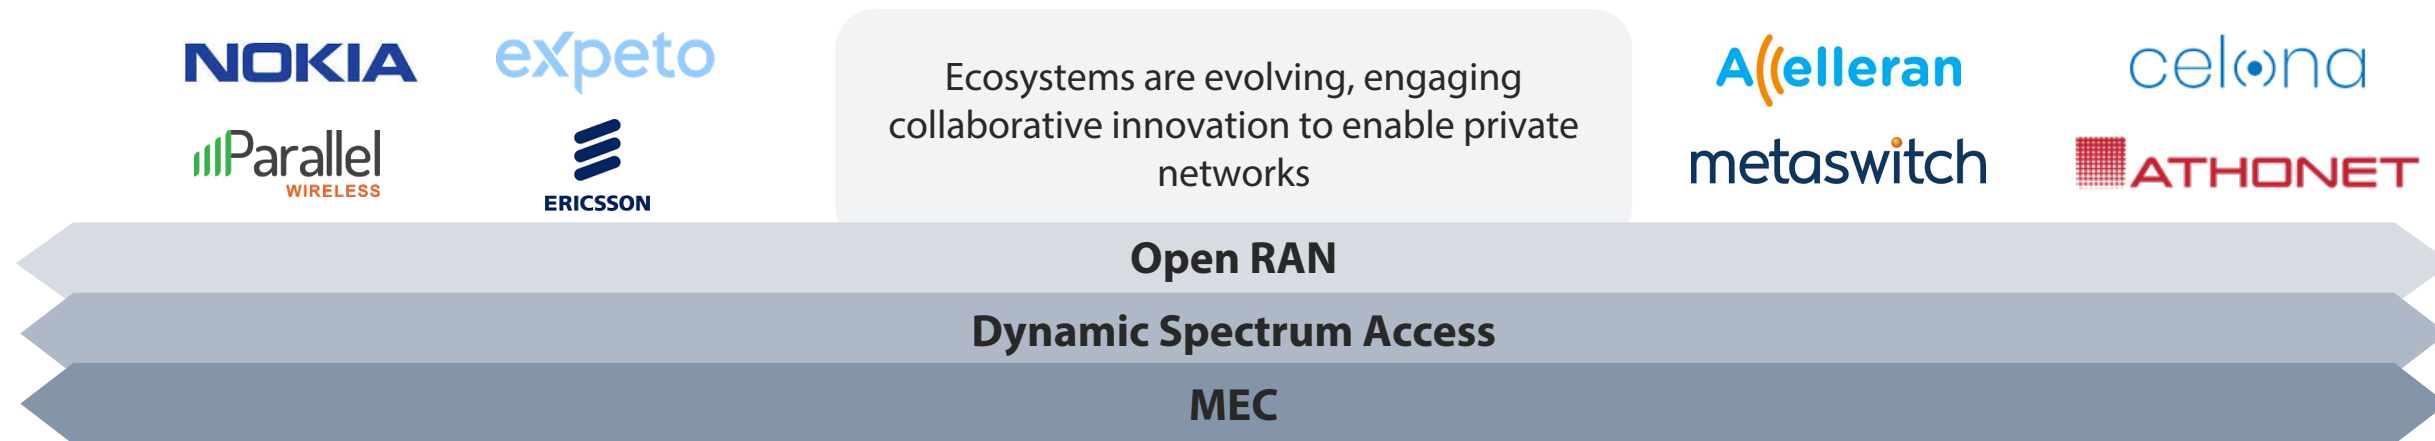 NOKIA
expeto
Parallel
WIRELESS
ERICSSON
Ecosystems are evolving, engaging
collaborative innovation to enable private
networks
Accelleran
celona
metaswitch
ATHONET
Open RAN
Dynamic Spectrum Access
MEC